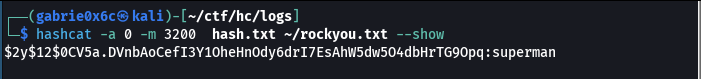 ┌──(gabrie0x6c㉿kali)-[~/ctf/hc/logs]
└─$ hashcat -a 0 -m 3200  hash.txt ~/rockyou.txt --show
$2y$12$0CV5a.DVnbAoCefI3Y1OheHnOdy6drI7EsAhW5dw5O4dbHrTG9Opq:superman